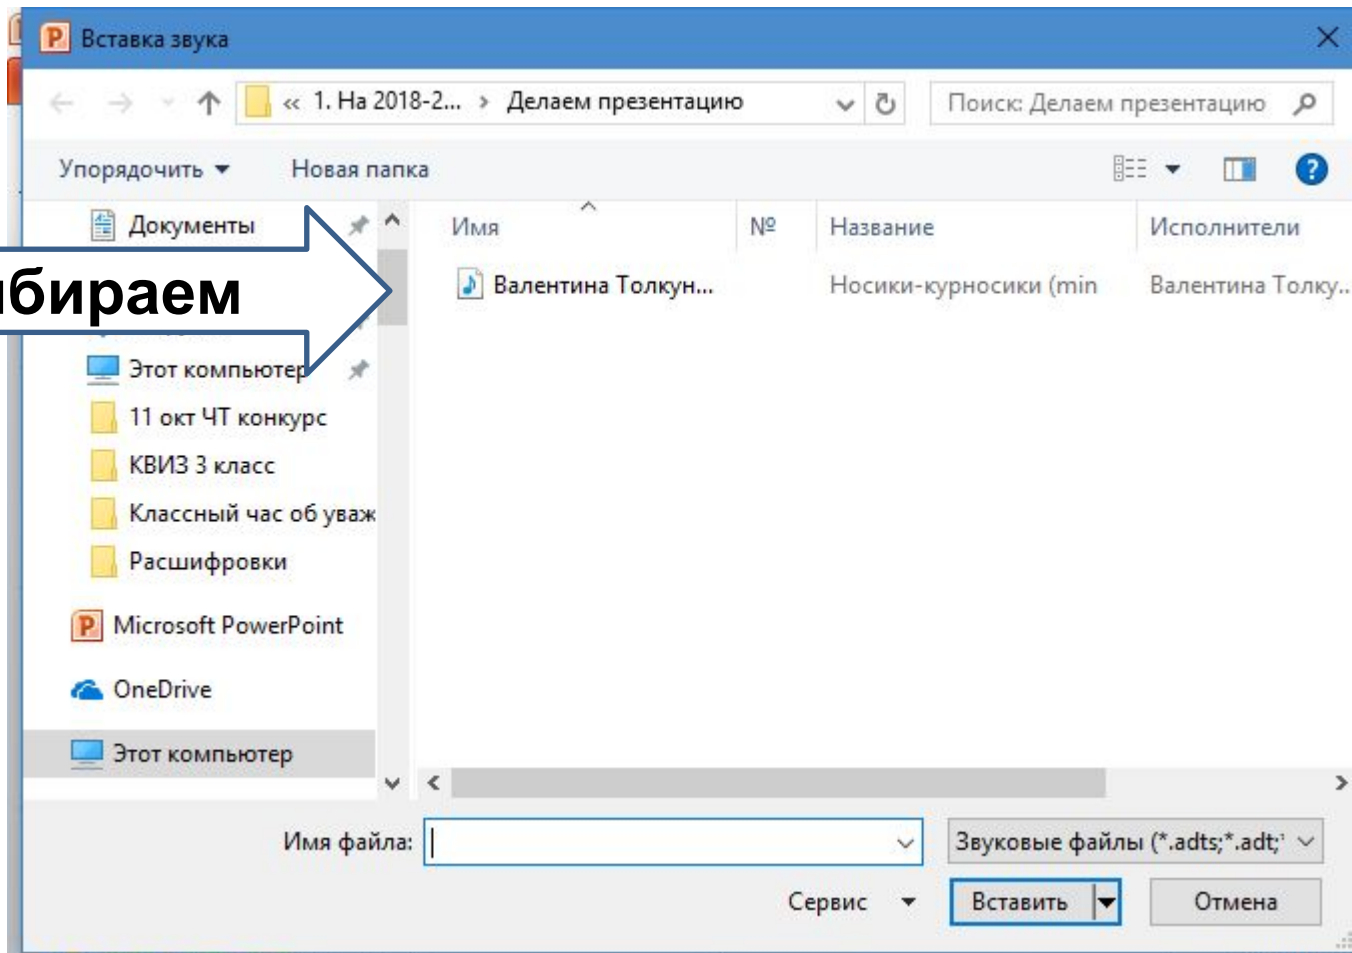 Вставка звука
« 1. На 2018-2... › Делаем презентацию
Поиск: Делаем презентацию
Упорядочить Новая папка
Документы
Имя № Название Исполнители
ыбираем
Валентина Толкун... Носики-курносики (min Валентина Толку..
Этот компьютер
11 окт ЧТ конкурс
КВИЗ 3 класс
Классный час об уваж
Расшифровки
Microsoft PowerPoint
OneDrive
Этот компьютер
Имя файла: Звуковые файлы (*.adts;*.adt;
Сервис Вставить Отмена